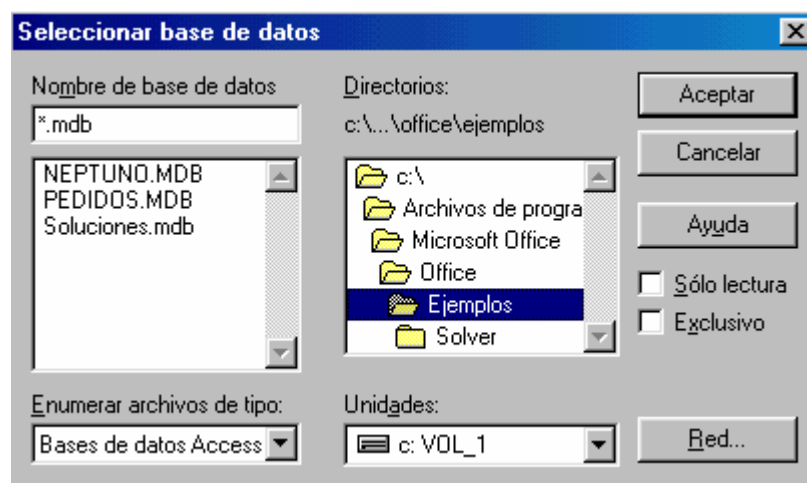 Seleccionar base de datos
Nombre de base de datos
*.mdb
NEPTUNO.MDB
PEDIDOS.MDB
Soluciones.mdb
Enumerar archivos de tipo:
Bases de datos Access
Directorios:
c:\...\office\ejemplos
c:\
Archivos de progra
Microsoft Office
Office
Ejemplos
Solver
Unidades:
c: VOL_1
Aceptar
Cancelar
Ayuda
Sólo lectura
Exclusivo
Red...